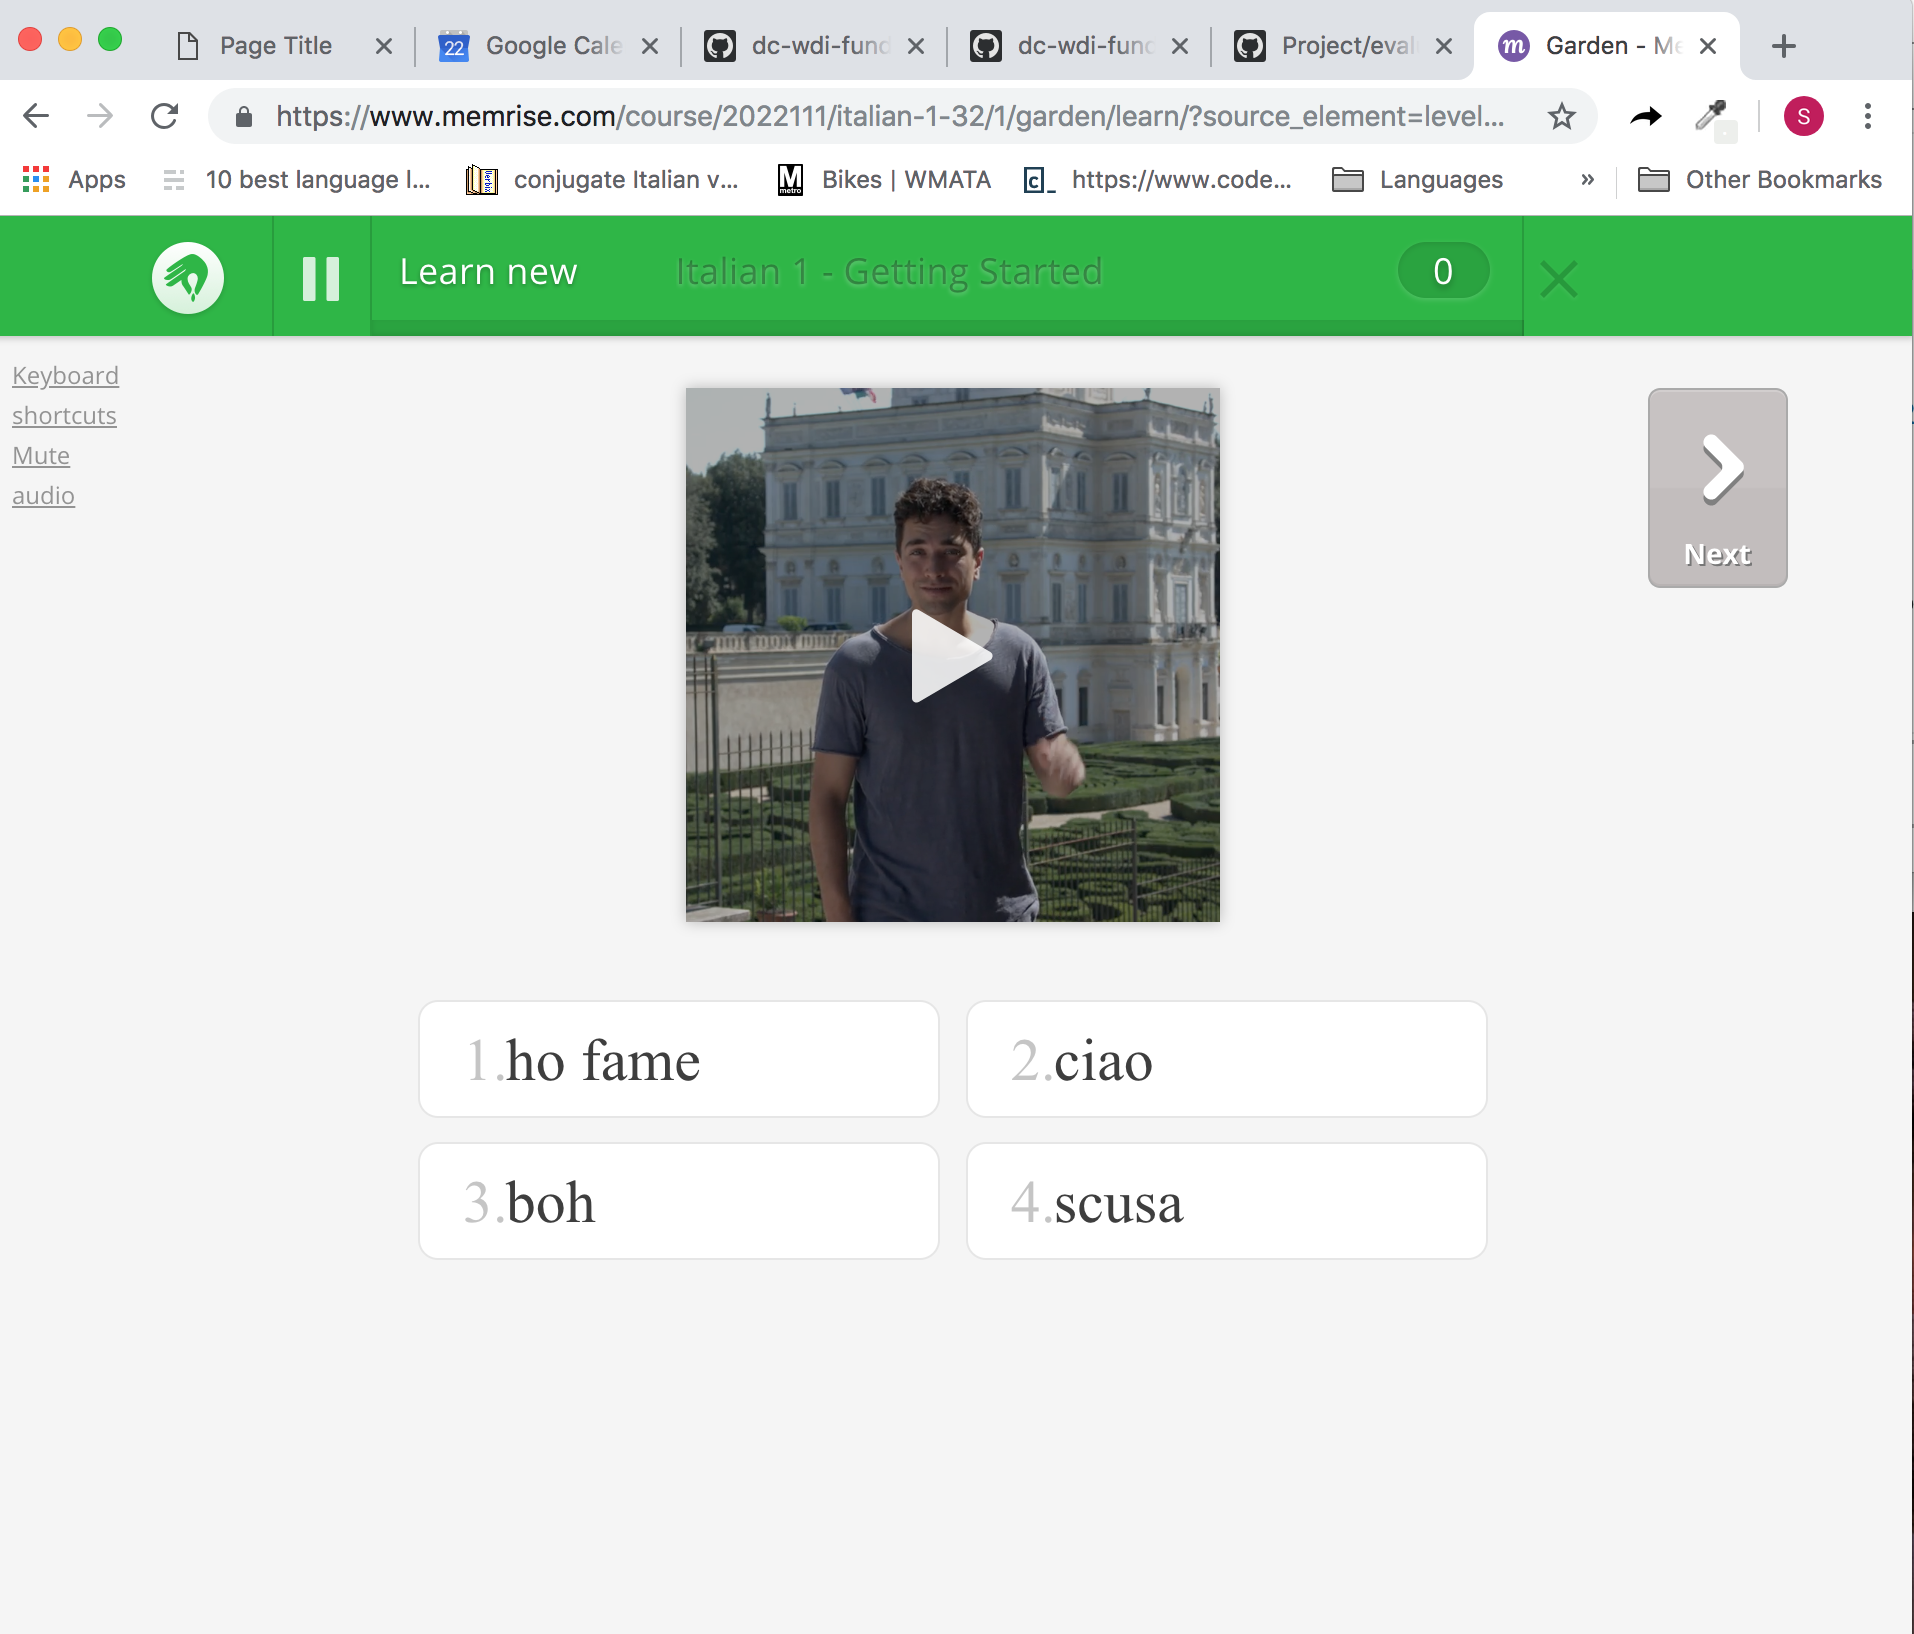 Page Title
22
Google Cale
dc-wdi-fund
dc-wdi-func
Project/eval
m
Garden - Me
https://www.memrise.com/course/2022111/italian-1-32/1/garden/learn/?source_element=level...
S
Apps
10 best language l...
conjugate Italian v...
M
metro
Bikes | WMATA
c_
https://www.code...
Languages
»
Other Bookmarks
Learn new
Italian 1 - Getting Started
0
Keyboard
shortcuts
Mute
audio
Next
1.ho fame
2.ciao
3.boh
4.scusa